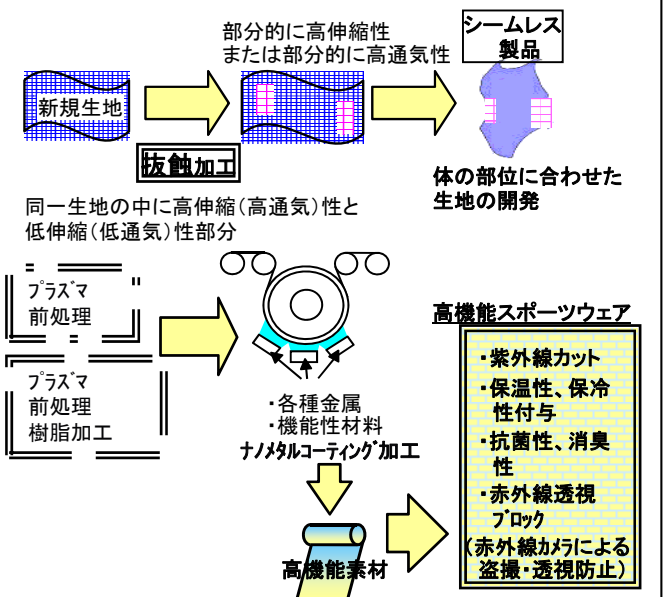 部分的に高伸縮性
または部分的に高通気性
シームレス
製品
新規生地
抜蝕加工
体の部位に合わせた
生地の開発
同一生地の中に高伸縮(高通気)性と
低伸縮(低通気)性部分
プラズマ
前処理
プラズマ
前処理
樹脂加工
・各種金属
・機能性材料
ナノメタルコーティング加工
高機能素材
高機能スポーツウェア
・紫外線カット
・保温性、保冷
性付与
・抗菌性、消臭
性
・赤外線透視
ブロック
(赤外線カメラによる
盗撮・透視防止)